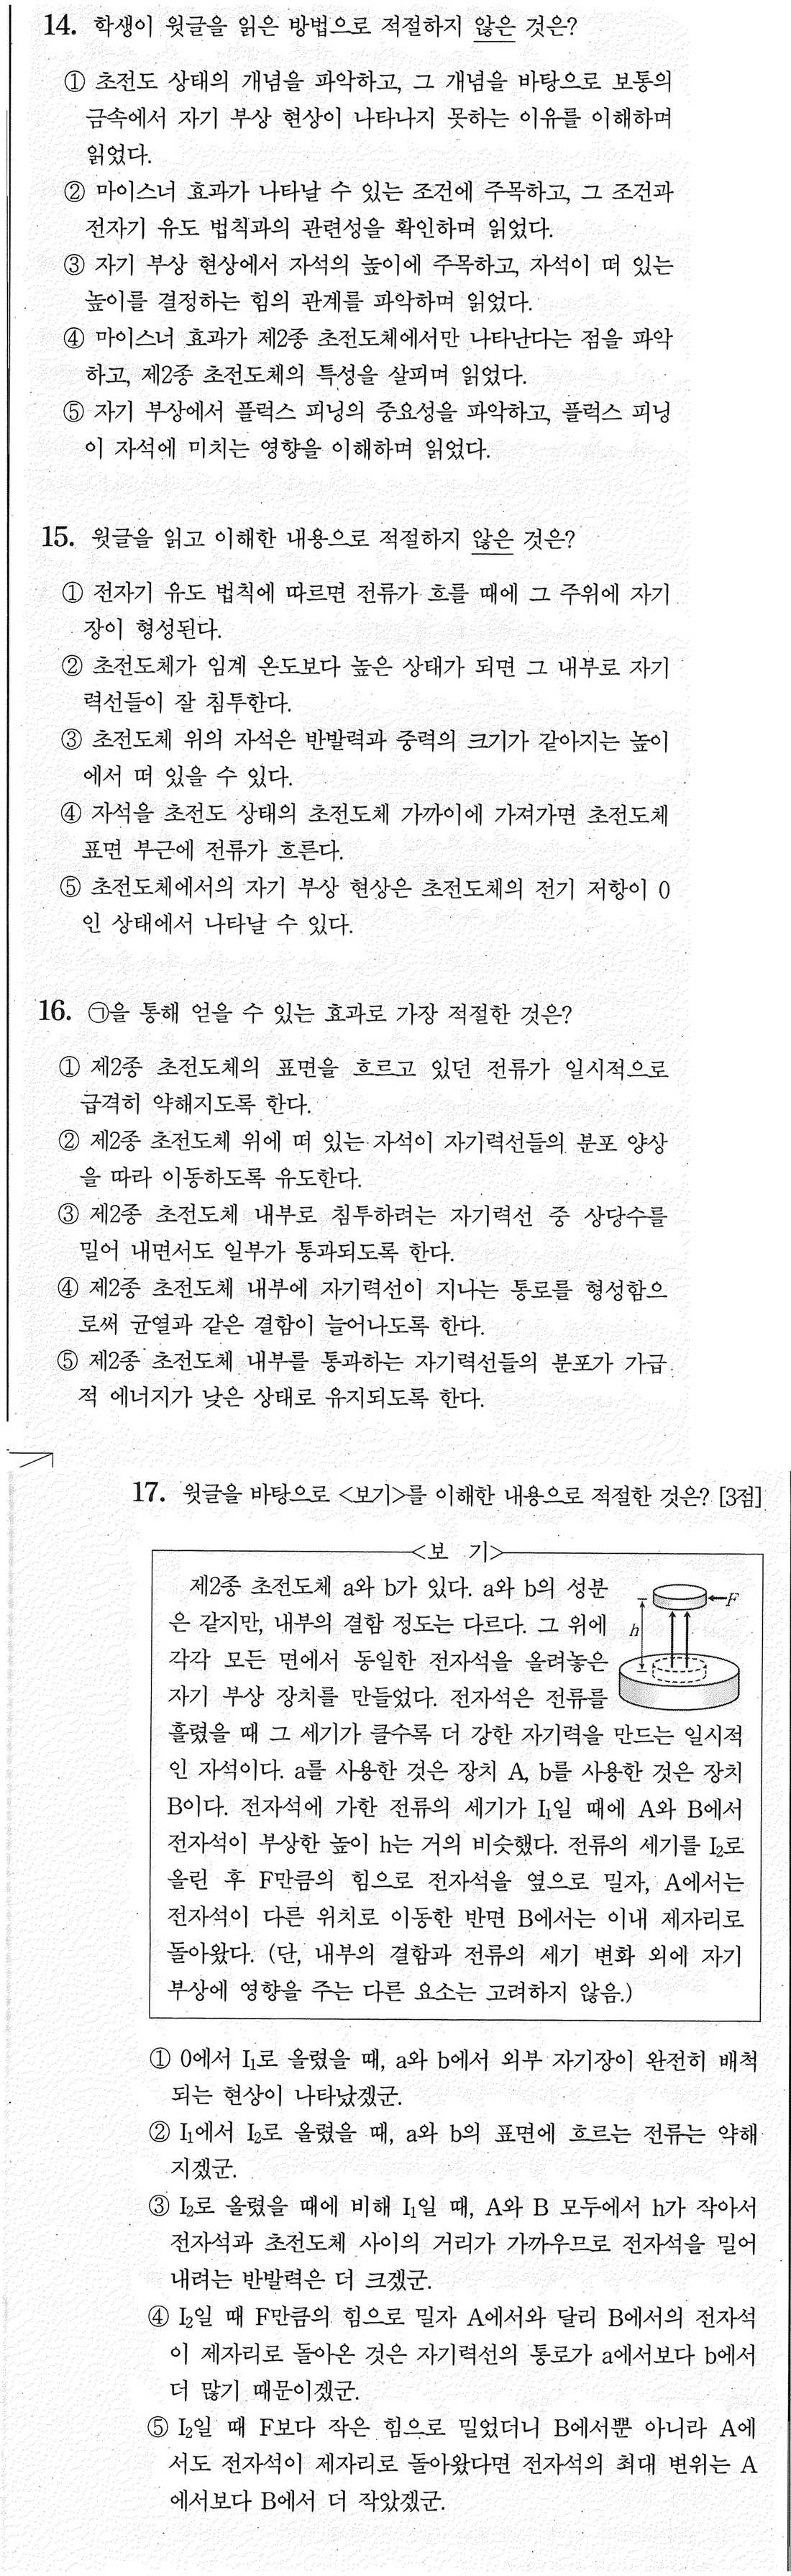 14. 학생이 윗글을 읽은 방법으로 적절하지 않은 것은?
① 초전도 상태의 개념을 파악하고, 그 개념을 바탕으로 보통의
금속에서 자기 부상 현상이 나타나지 못하는 이유를 이해하며
읽었다.
② 마이스너 효과가 나타날 수 있는 조건에 주목하고, 그 조건과
전자기 유도 법칙과의 관련성을 확인하며 읽었다.
③ 자기 부상 현상에서 자석의 높이에 주목하고, 자석이 떠 있는
높이를 결정하는 힘의 관계를 파악하며 읽었다.
④ 마이스너 효과가 제2종 초전도체에서만 나타난다는 점을 파악
하고, 제2종 초전도체의 특성을 살피며 읽었다.
⑤ 자기 부상에서 플럭스 피닝의 중요성을 파악하고, 플럭스 피닝
이 자석에 미치는 영향을 이해하며 읽었다.
15. 윗글을 읽고 이해한 내용으로 적절하지 않은 것은?
① 전자기 유도 법칙에 따르면 전류가 흐를 때에 그 주위에 자기
장이 형성된다.
② 초전도체가 임계 온도보다 높은 상태가 되면 그 내부로 자기
력선들이 잘 침투한다.
③ 초전도체 위의 자석은 반발력과 중력의 크기가 같아지는 높이
에서 떠 있을 수 있다.
④ 자석을 초전도 상태의 초전도체 가까이에 가져가면 초전도체
표면 부근에 전류가 흐른다.
⑤ 초전도체에서의 자기 부상 현상은 초전도체의 전기 저항이 0
인 상태에서 나타날 수 있다.
16. ㉠을 통해 얻을 수 있는 효과로 가장 적절한 것은?
① 제2종 초전도체의 표면을 흐르고 있던 전류가 일시적으로
급격히 약해지도록 한다.
② 제2종 초전도체 위에 떠 있는 자석이 자기력선들의 분포 양상
을 따라 이동하도록 유도한다.
③ 제2종 초전도체 내부로 침투하려는 자기력선 중 상당수를
밀어 내면서도 일부가 통과되도록 한다.
④ 제2종 초전도체 내부에 자기력선이 지나는 통로를 형성함으
로써 균열과 같은 결함이 늘어나도록 한다.
⑤ 제2종 초전도체 내부를 통과하는 자기력선들의 분포가 가급
적 에너지가 낮은 상태로 유지되도록 한다.
17. 윗글을 바탕으로 <보기>를 이해한 내용으로 적절한 것은? [3점]
<보 기>
제2종 초전도체 a와 b가 있다. a와 b의 성분
은 같지만, 내부의 결함 정도는 다르다. 그 위에
각각 모든 면에서 동일한 전자석을 올려놓은
자기 부상 장치를 만들었다. 전자석은 전류를
흘렸을 때 그 세기가 클수록 더 강한 자기력을 만드는 일시적
인 자석이다. a를 사용한 것은 장치 A, b를 사용한 것은 장치
B이다. 전자석에 가한 전류의 세기가 I₁일 때에 A와 B에서
전자석이 부상한 높이 h는 거의 비슷했다. 전류의 세기를 I₂로
올린 후 F만큼의 힘으로 전자석을 옆으로 밀자, A에서는
전자석이 다른 위치로 이동한 반면 B에서는 이내 제자리로
돌아왔다. (단, 내부의 결함과 전류의 세기 변화 외에 자기
부상에 영향을 주는 다른 요소는 고려하지 않음.)
F
h
① 0에서 I₁로 올렸을 때, a와 b에서 외부 자기장이 완전히 배척
되는 현상이 나타났겠군.
② I₁에서 I₂로 올렸을 때, a와 b의 표면에 흐르는 전류는 약해
지겠군.
③ I₂로 올렸을 때에 비해 I₁일 때, A와 B 모두에서 h가 작아서
전자석과 초전도체 사이의 거리가 가까우므로 전자석을 밀어
내려는 반발력은 더 크겠군.
④ I₂일 때 F만큼의 힘으로 밀자 A에서와 달리 B에서의 전자석
이 제자리로 돌아온 것은 자기력선의 통로가 a에서보다 b에서
더 많기 때문이겠군.
⑤ I₂일 때 F보다 작은 힘으로 밀었더니 B에서뿐 아니라 A에
서도 전자석이 제자리로 돌아왔다면 전자석의 최대 변위는 A
에서보다 B에서 더 작았겠군.